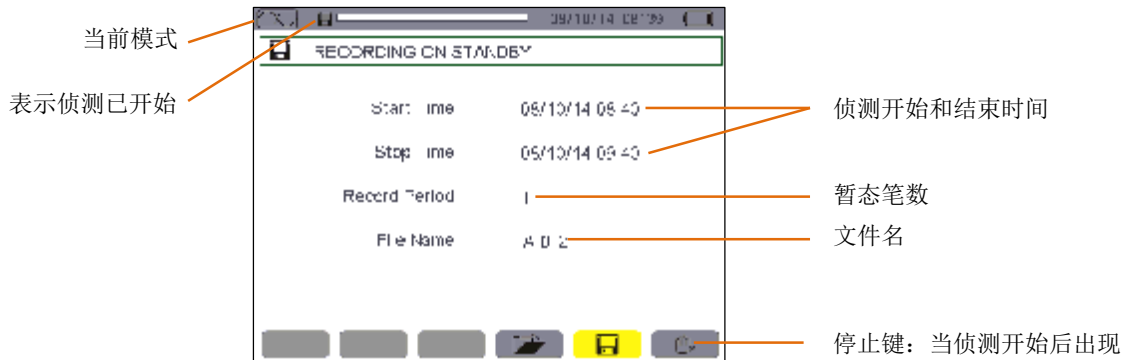 当前模式
表示侦测已开始
RECORDING ON STANDBY
Start Time
Stop Time
Record Period
File Name
侦测开始和结束时间
暂态笔数
文件名
停止键：当侦测开始后出现